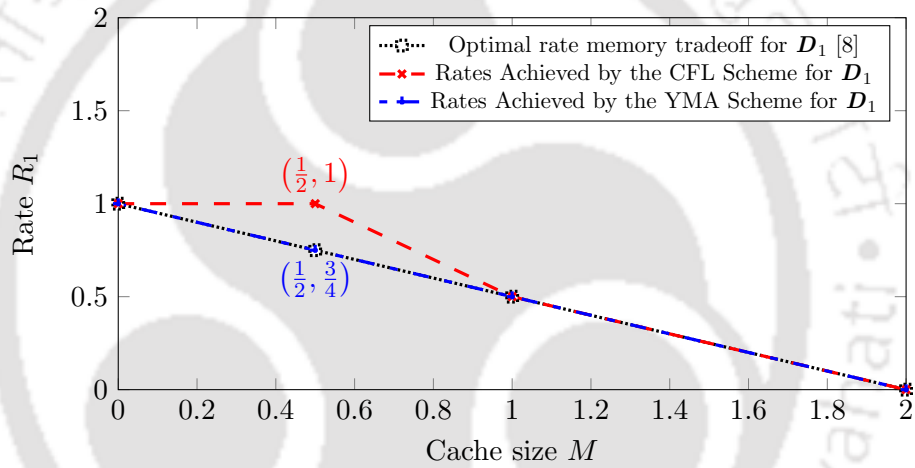 2
1.5
1
0.5
0
0 0.2 0.4 0.6 0.8 1 1.2 1.4 1.6 1.8 2
Rate R₁
Cache size M
Optimal rate memory tradeoff for D₁ [8]
Rates Achieved by the CFL Scheme for D₁
Rates Achieved by the YMA Scheme for D₁
(1/2, 1)
(1/2, 3/4)
anati •